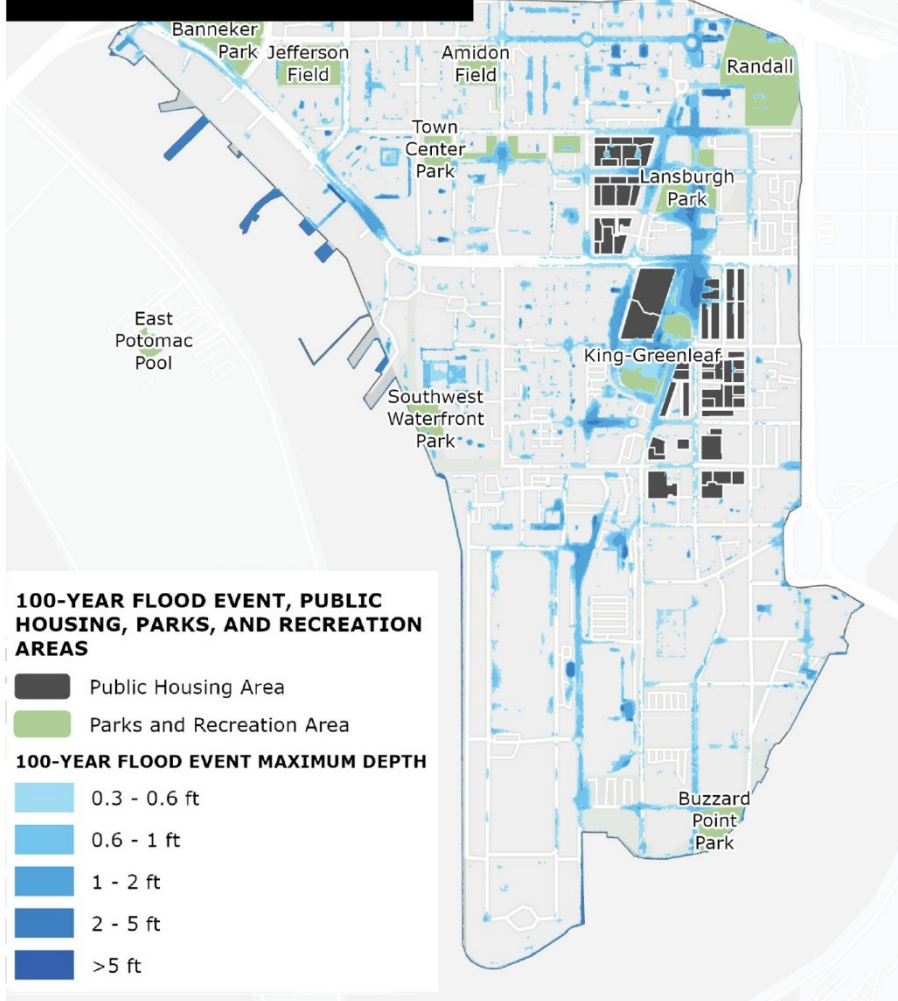 Banneker
Park
Jefferson
Field
Amidon
Field
Randall
Town
Center
Park
Lansburgh
Park
East
Potomac
Pool
King-Greenleaf
Southwest
Waterfront
Park
100-YEAR FLOOD EVENT, PUBLIC
HOUSING, PARKS, AND RECREATION
AREAS
Public Housing Area
Parks and Recreation Area
100-YEAR FLOOD EVENT MAXIMUM DEPTH
0.3 - 0.6 ft
0.6 - 1 ft
1 - 2 ft
2 - 5 ft
>5 ft
Buzzard
Point
Park